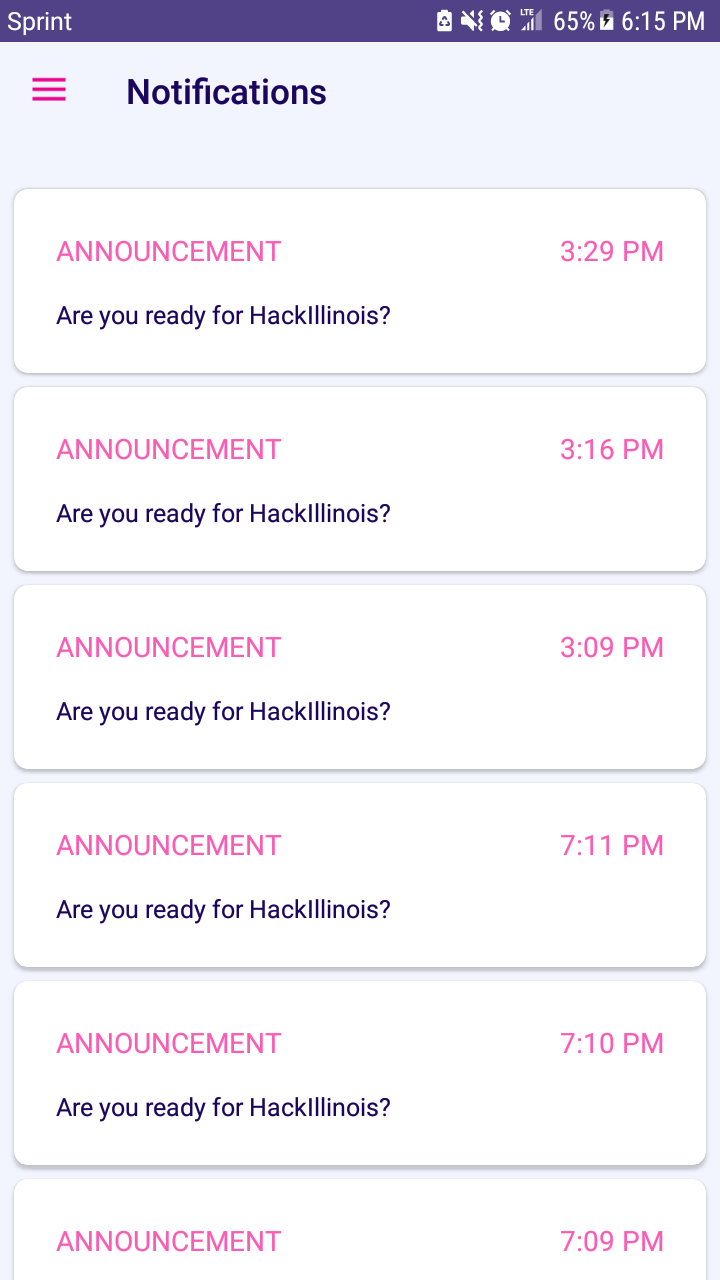 Sprint LTE 65% 6:15 PM
Notifications
ANNOUNCEMENT 3:29 PM
Are you ready for HackIllinois?
ANNOUNCEMENT 3:16 PM
Are you ready for HackIllinois?
ANNOUNCEMENT 3:09 PM
Are you ready for HackIllinois?
ANNOUNCEMENT 7:11 PM
Are you ready for HackIllinois?
ANNOUNCEMENT 7:10 PM
Are you ready for HackIllinois?
ANNOUNCEMENT 7:09 PM